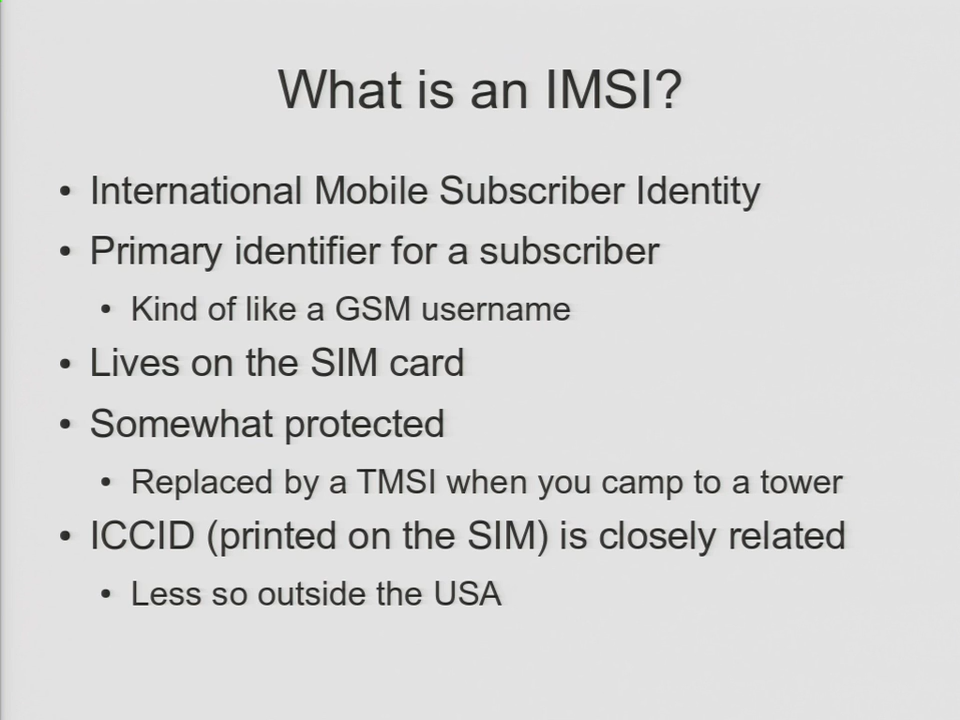 What is an IMSI?
• International Mobile Subscriber Identity
• Primary identifier for a subscriber
• Kind of like a GSM username
• Lives on the SIM card
• Somewhat protected
• Replaced by a TMSI when you camp to a tower
• ICCID (printed on the SIM) is closely related
• Less so outside the USA